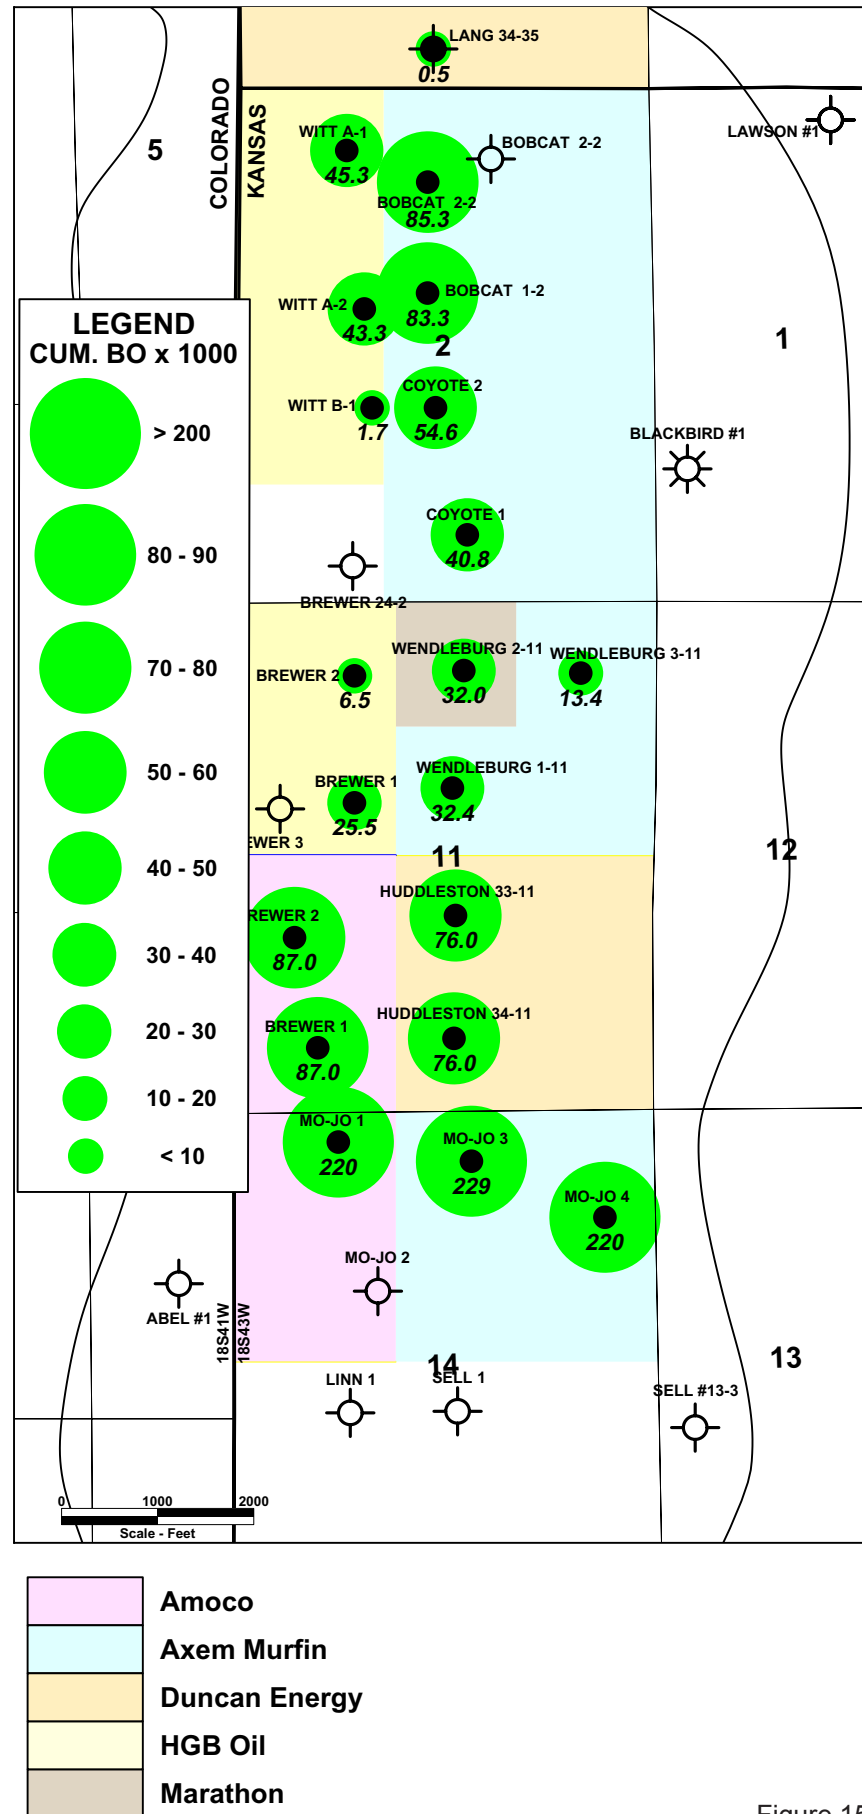 LANG 34-35
0.5
COLORADO
KANSAS
5
WITT A-1
45.3
BOBCAT 2-2
BOBCAT 2-2
85.3
LAWSON #1
WITT A-2
43.3
BOBCAT 1-2
83.3
2
1
WITT B-1
1.7
COYOTE 2
54.6
BLACKBIRD #1
COYOTE 1
40.8
BREWER 24-2
LEGEND
CUM. BO x 1000
> 200
80 - 90
70 - 80
50 - 60
40 - 50
30 - 40
20 - 30
10 - 20
< 10
BREWER 2
6.5
WENDLEBURG 2-11
32.0
WENDLEBURG 3-11
13.4
BREWER 1
25.5
WENDLEBURG 1-11
32.4
EWER 3
11
12
REWER 2
87.0
HUDDLESTON 33-11
76.0
BREWER 1
87.0
HUDDLESTON 34-11
76.0
MO-JO 1
220
MO-JO 3
229
MO-JO 4
220
MO-JO 2
ABEL #1
18S41W
18S43W
14
13
LINN 1
SELL 1
SELL #13-3
0 1000 2000
Scale - Feet
Amoco
Axem Murfin
Duncan Energy
HGB Oil
Marathon
Figure 15